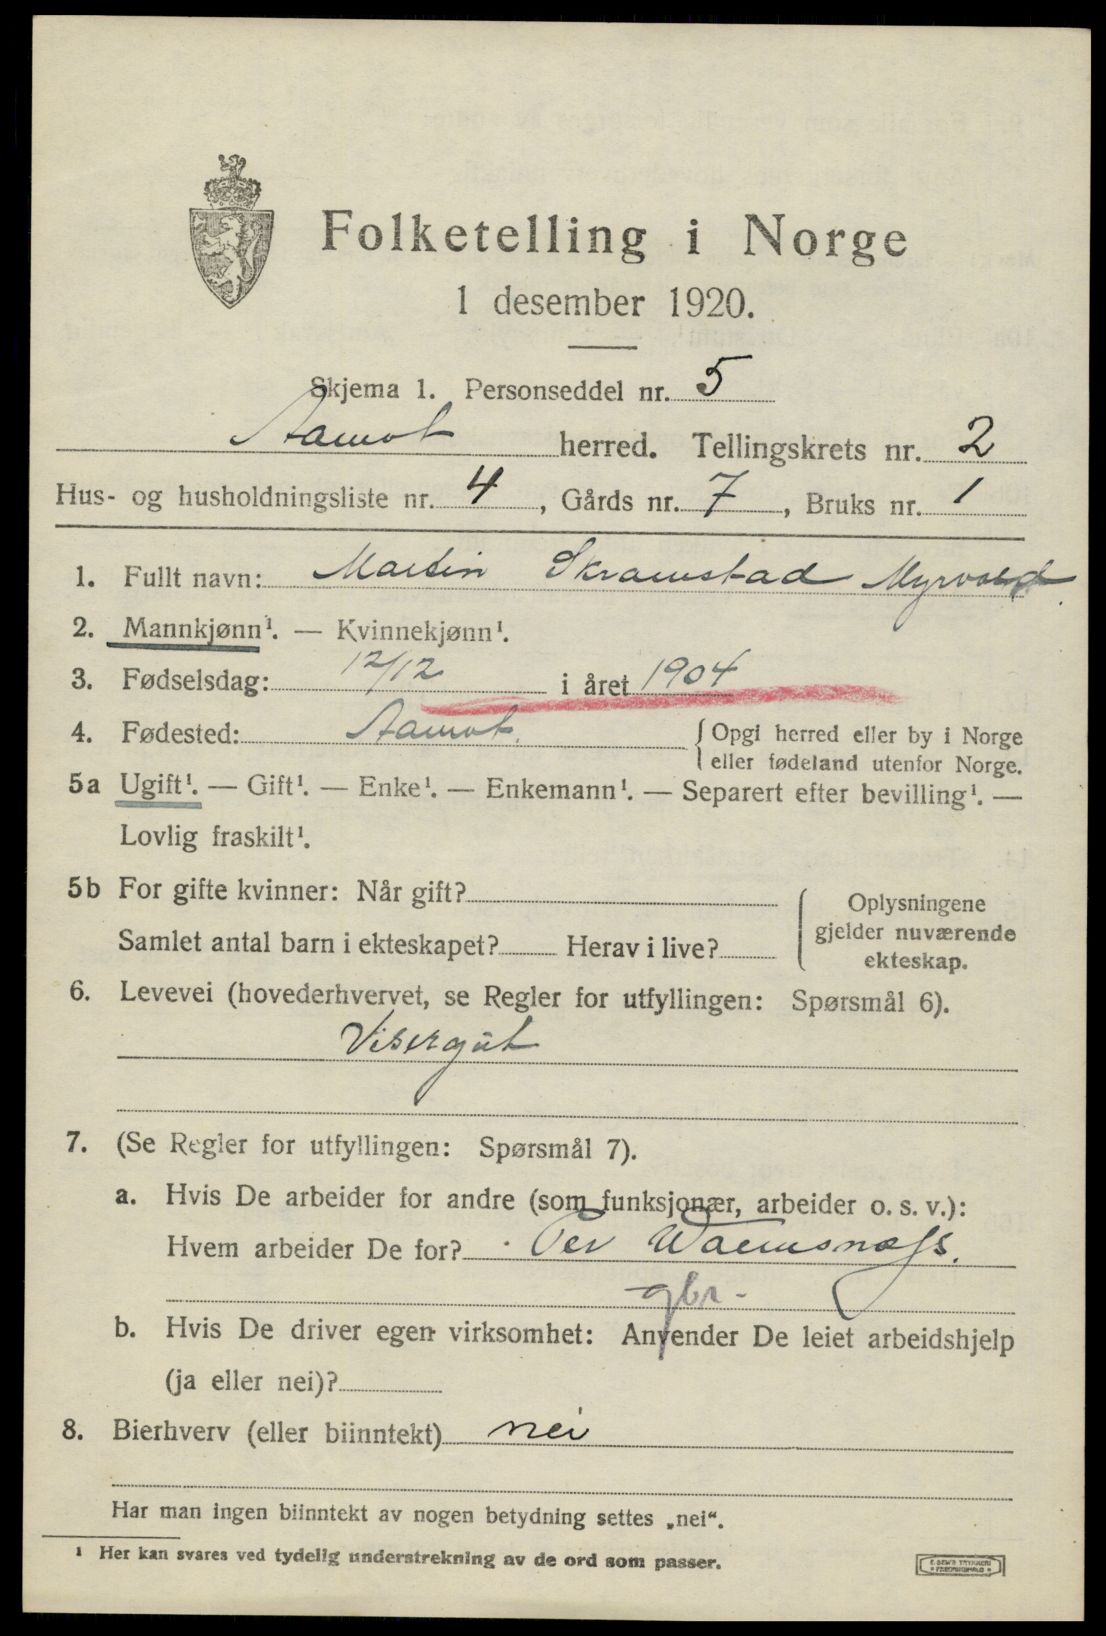 Folketelling i Norge
1 desember 1920.
Skjema 1. Personseddel nr. 5
Aamot herred. Tellingskrets nr. 2
Hus- og husholdningsliste nr. 4, Gårds nr. 7, Bruks nr. 1
1. Fullt navn: Martin Skramstad Myrvold
2. Mannkjønn¹. — Kvinnekjønn¹.
3. Fødselsdag: 12/12 i året 1904
4. Fødested: Aamot. { Opgi herred eller by i Norge
eller fødeland utenfor Norge.
5a Ugift¹. — Gift¹. — Enke¹. — Enkemann¹. — Separert efter bevilling¹. —
Lovlig fraskilt¹.
5b For gifte kvinner: Når gift?
Samlet antal barn i ekteskapet? Herav i live?
Oplysningene
gjelder nuværende
ekteskap.
6. Levevei (hovederhvervet, se Regler for utfyllingen: Spørsmål 6).
Visergut
7. (Se Regler for utfyllingen: Spørsmål 7).
a. Hvis De arbeider for andre (som funksjonær, arbeider o. s. v.):
Hvem arbeider De for? Per
gbr.
b. Hvis De driver egen virksomhet: Anvender De leiet arbeidshjelp
(ja eller nei)?
8. Bierhverv (eller biinntekt) nei
Har man ingen biinntekt av nogen betydning settes „nei“.
¹ Her kan svares ved tydelig understrekning av de ord som passer.